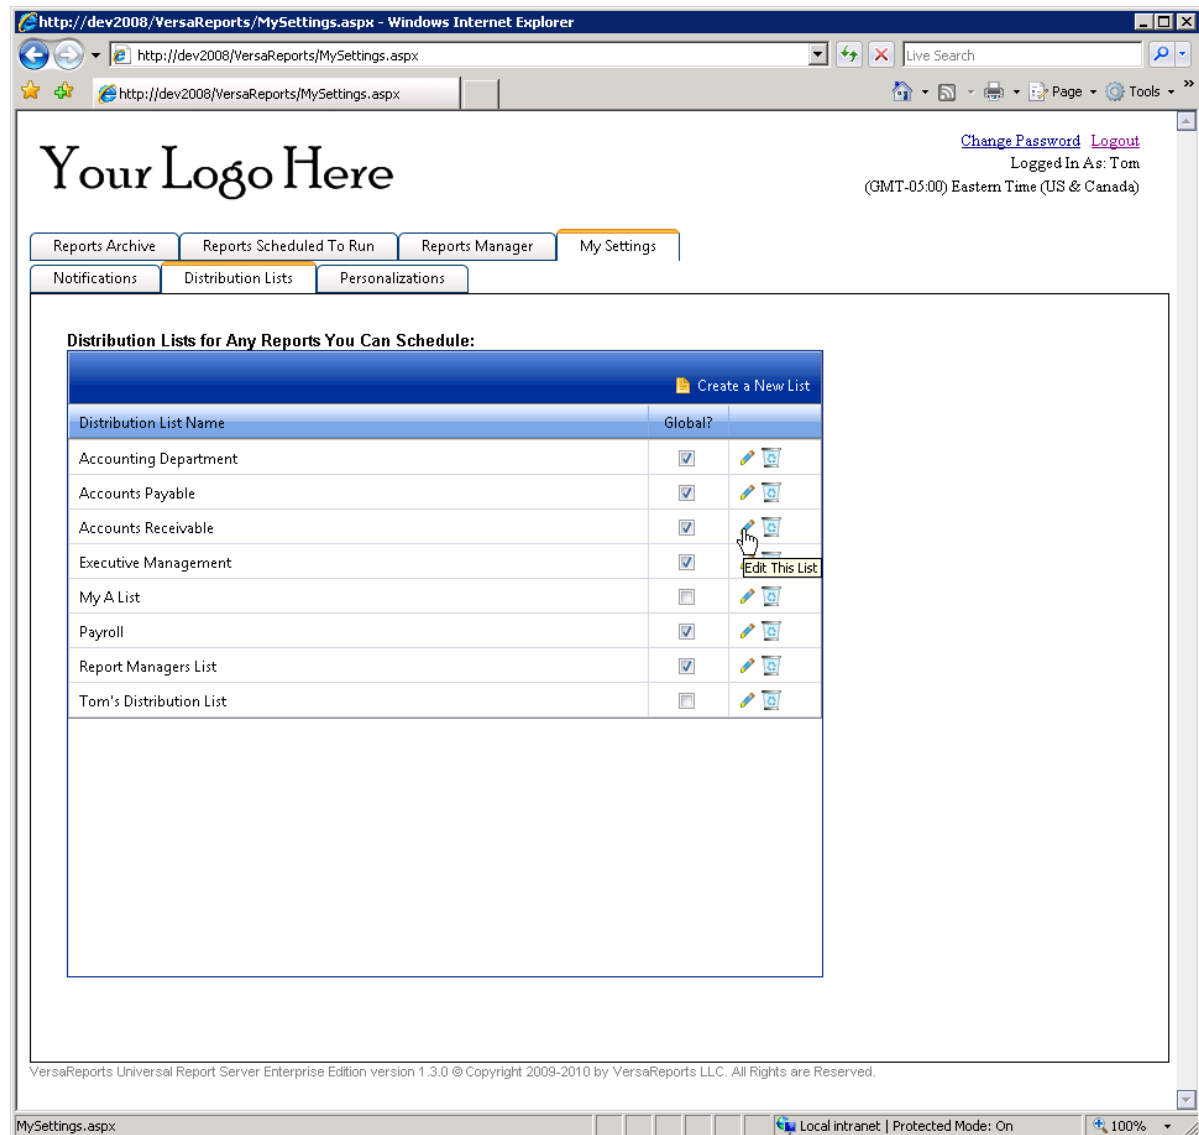 http://dev2008/VersaReports/MySettings.aspx - Windows Internet Explorer
http://dev2008/VersaReports/MySettings.aspx
Live Search
http://dev2008/VersaReports/MySettings.aspx
Page
Tools
»
Change Password Logout
Your Logo Here
Logged In As: Tom
(GMT-05:00) Eastern Time (US & Canada)
Reports Archive Reports Scheduled To Run Reports Manager My Settings
Notifications Distribution Lists Personalizations
Distribution Lists for Any Reports You Can Schedule:
Create a New List
Distribution List Name Global?
Accounting Department
Accounts Payable
Accounts Receivable
Executive Management
Edit This List
My A List
Payroll
Report Managers List
Tom's Distribution List
VersaReports Universal Report Server Enterprise Edition version 1.3.0 © Copyright 2009-2010 by VersaReports LLC. All Rights are Reserved.
MySettings.aspx Local intranet | Protected Mode: On 100%